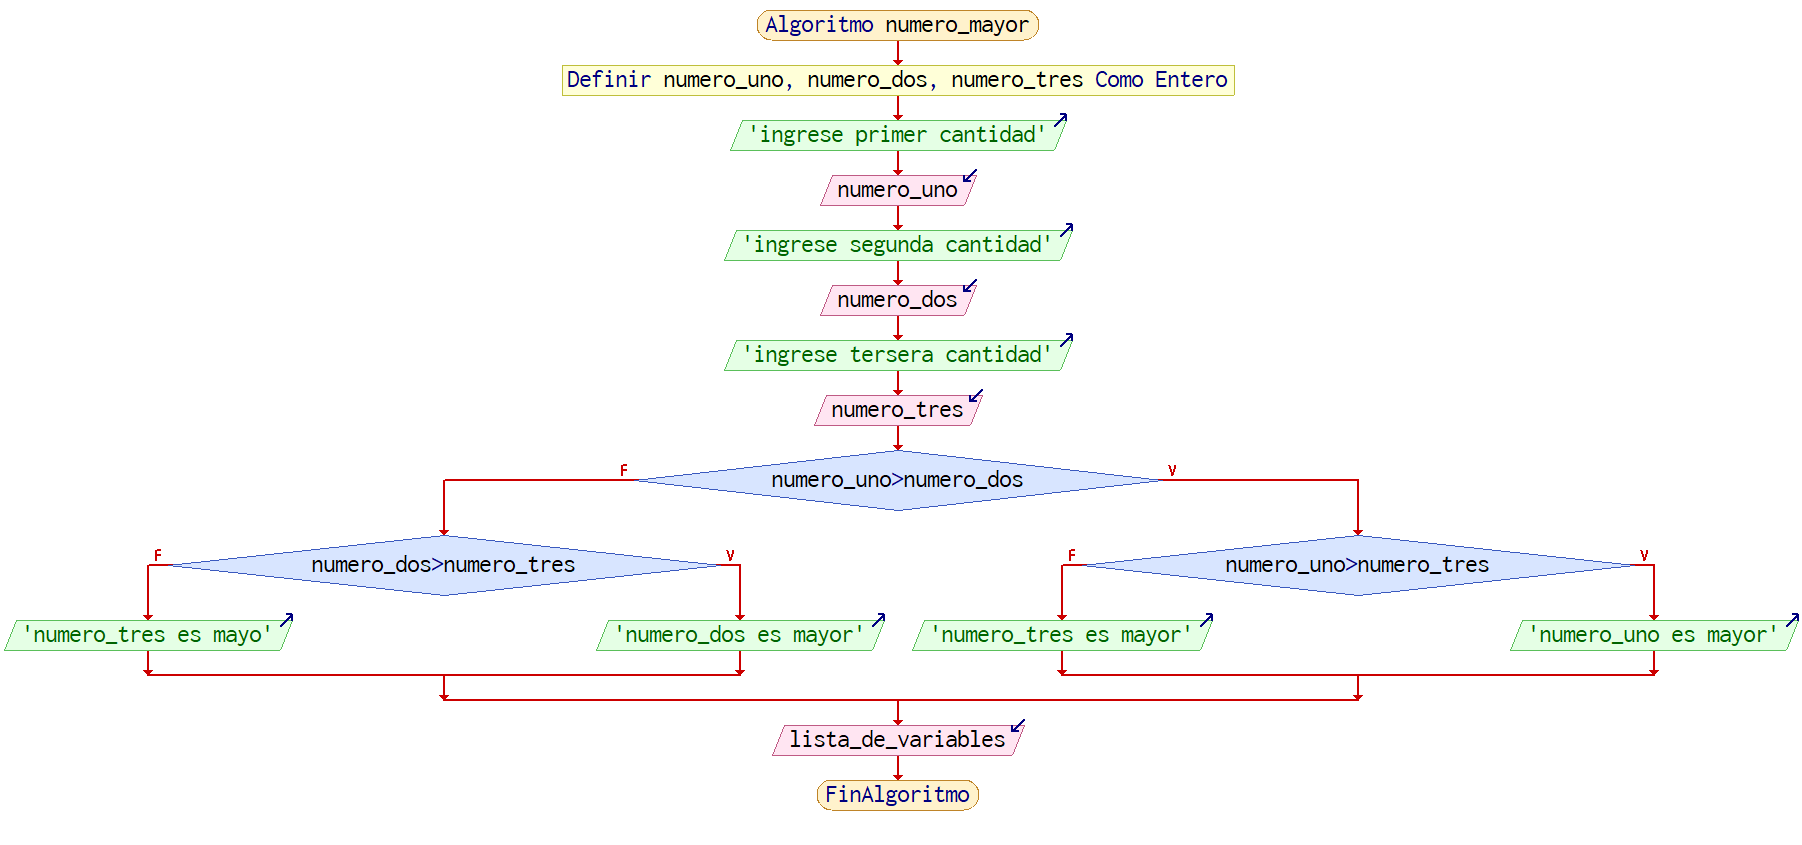 Algoritmo numero_mayor
Definir numero_uno, numero_dos, numero_tres Como Entero
'ingrese primer cantidad'
numero_uno
'ingrese segunda cantidad'
numero_dos
'ingrese tersera cantidad'
numero_tres
F
numero_uno>numero_dos
V
F
numero_dos>numero_tres
V
F
numero_uno>numero_tres
V
'numero_tres es mayo'
'numero_dos es mayor'
'numero_tres es mayor'
'numero_uno es mayor'
lista_de_variables
FinAlgoritmo